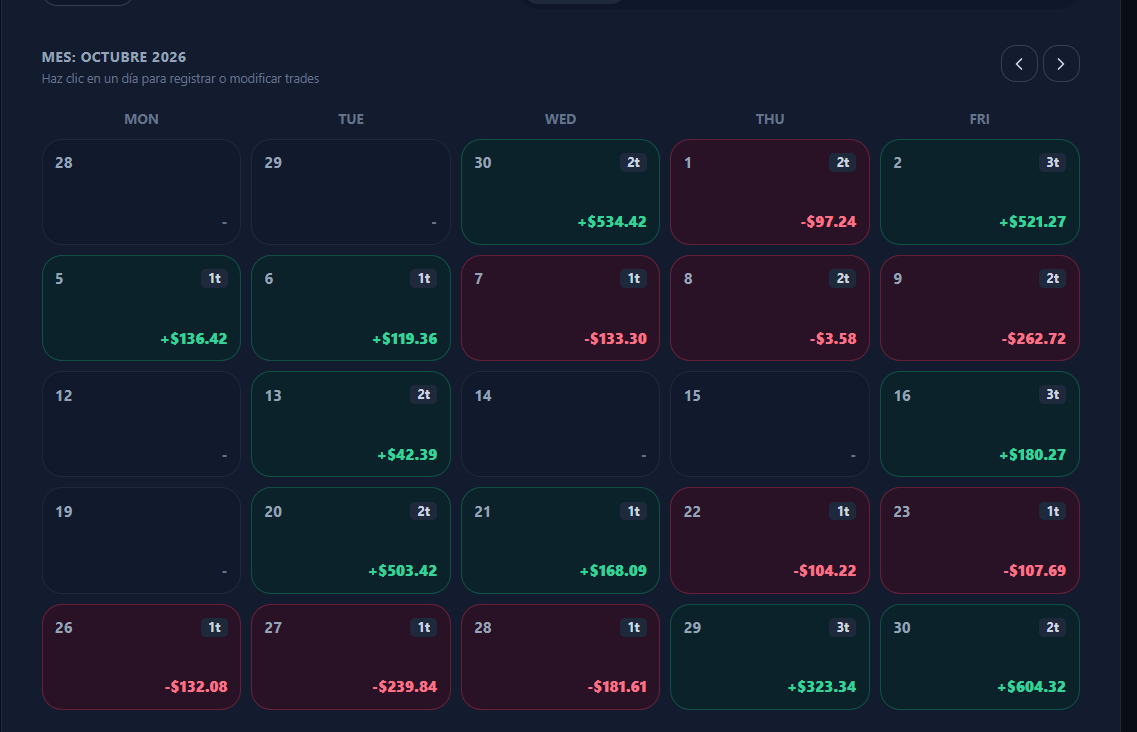 MES: OCTUBRE 2026
Haz clic en un día para registrar o modificar trades
MON TUE WED THU FRI
28 29 30 2t 1 2t 2 3t
- - +$534.42 -$97.24 +$521.27
5 1t 6 1t 7 1t 8 2t 9 2t
+$136.42 +$119.36 -$133.30 -$3.58 -$262.72
12 13 2t 14 15 16 3t
- +$42.39 - - +$180.27
19 20 2t 21 1t 22 1t 23 1t
- +$503.42 +$168.09 -$104.22 -$107.69
26 1t 27 1t 28 1t 29 3t 30 2t
-$132.08 -$239.84 -$181.61 +$323.34 +$604.32